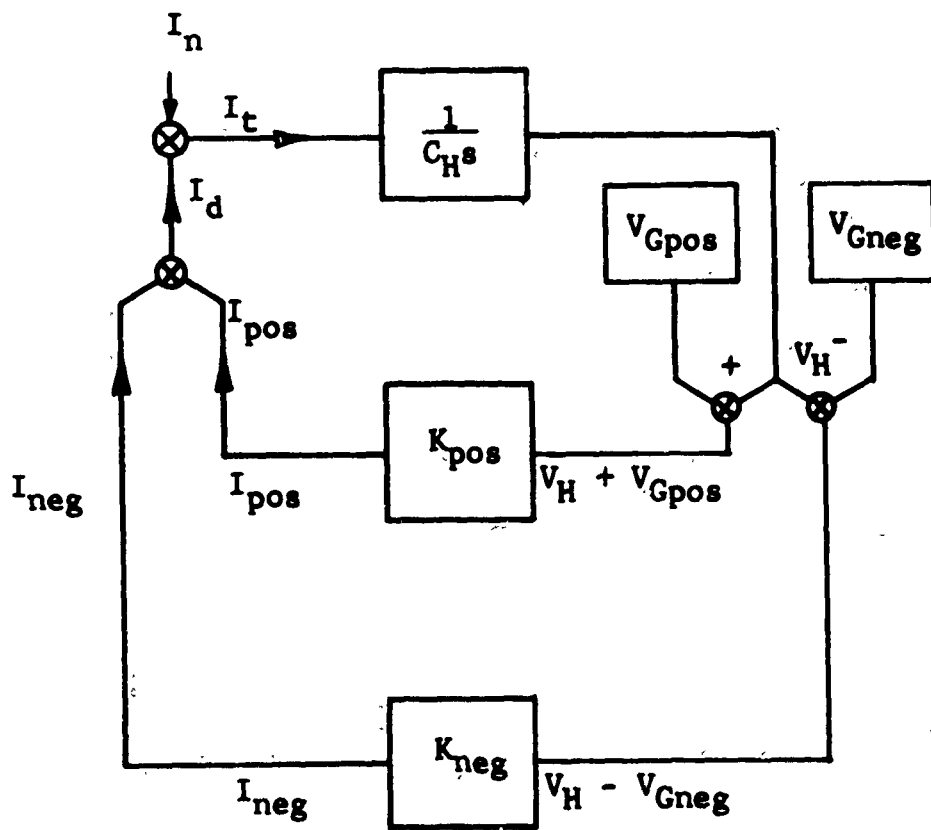 I_n
I_t
1
C_H s
I_d
V_Gpos
V_Gneg
I_pos
+
V_H -
K_pos
I_neg
I_pos
V_H + V_Gpos
K_neg
I_neg
V_H - V_Gneg